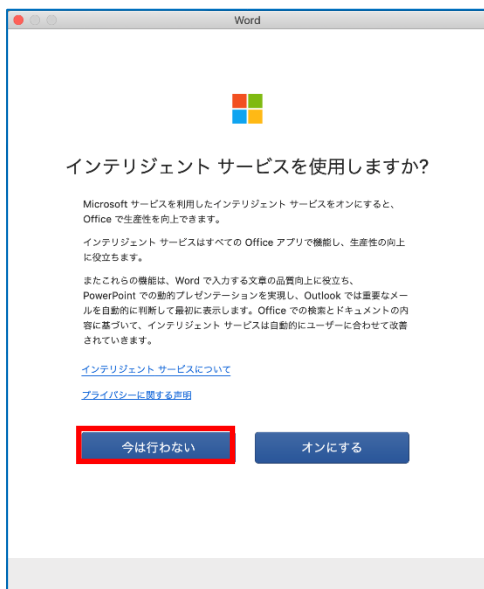 Word
インテリジェント サービスを使用しますか?
Microsoft サービスを利用したインテリジェント サービスをオンにすると、
Office で生産性を向上できます。
インテリジェント サービスはすべての Office アプリで機能し、生産性の向上
に役立ちます。
またこれらの機能は、Word で入力する文章の品質向上に役立ち、
PowerPoint での動的プレゼンテーションを実現し、Outlook では重要なメー
ルを自動的に判断して最初に表示します。Office での検索とドキュメントの内
容に基づいて、インテリジェント サービスは自動的にユーザーに合わせて改善
されていきます。
インテリジェント サービスについて
プライバシーに関する声明
今は行わない
オンにする